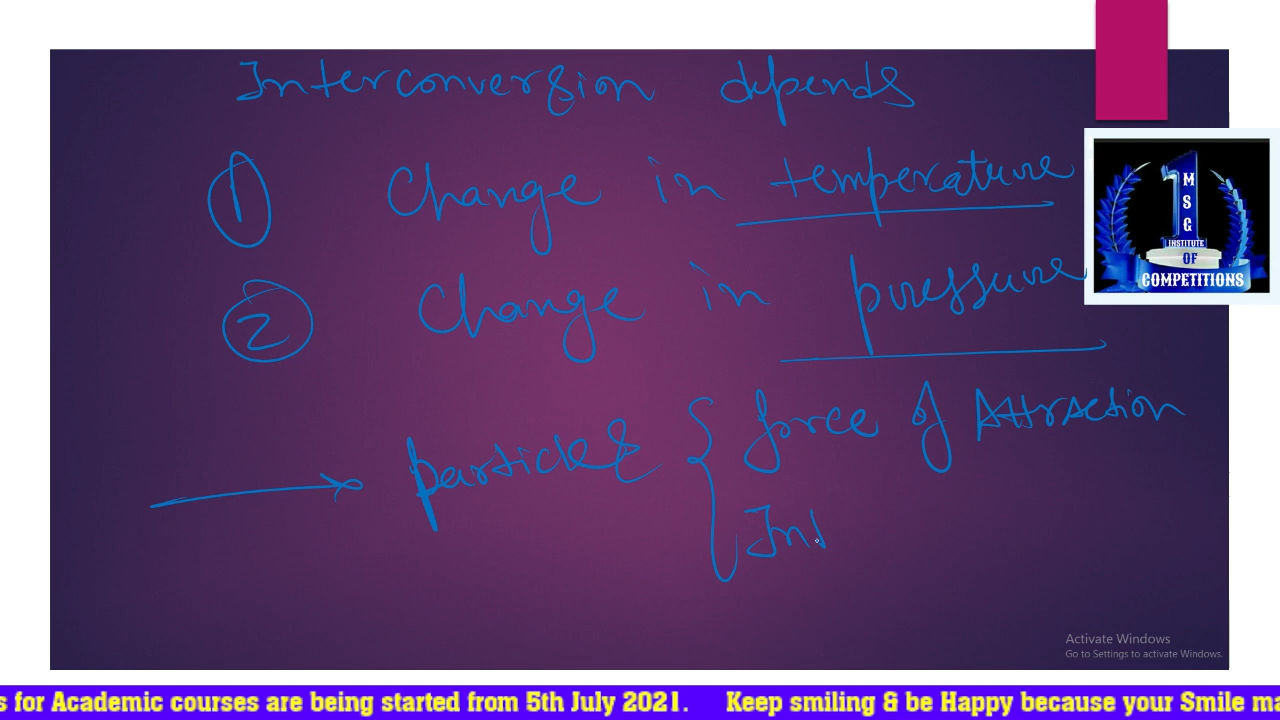 Interconversion depends
1 Change in temperature
2 Change in pressure
→ particles { force of Attraction
Int
M
S
G
INSTITUTE
OF
COMPETITIONS
Activate Windows
Go to Settings to activate Windows.
s for Academic courses are being started from 5th July 2021. Keep smiling & be Happy because your Smile ma